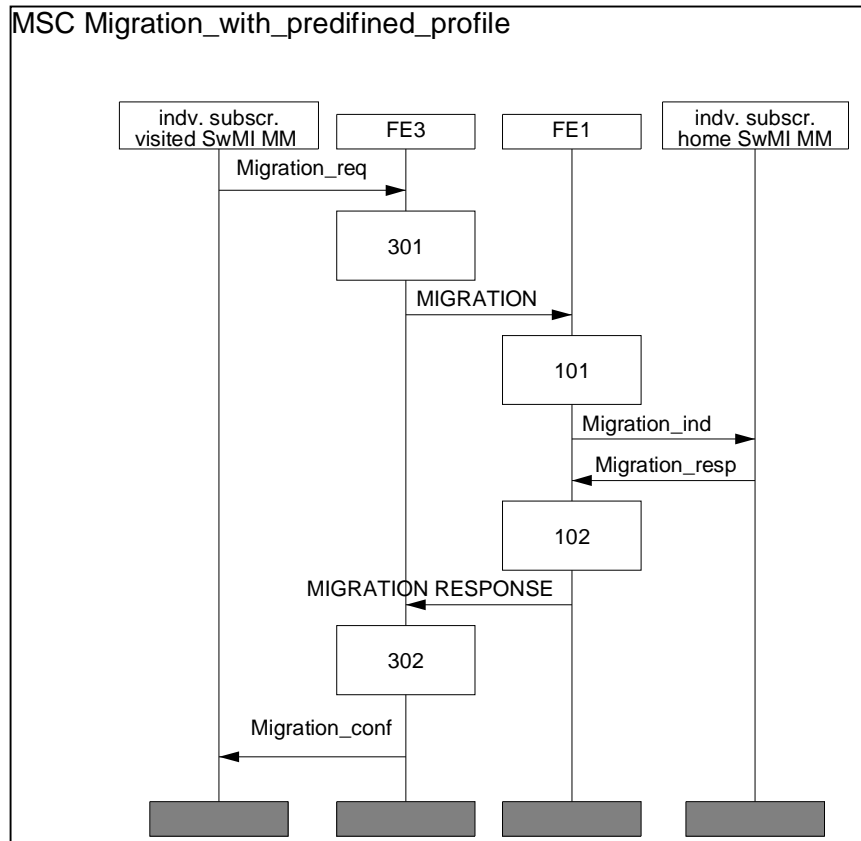 MSC Migration_with_predifined_profile
indv. subscr.
visited SwMI MM
FE3
FE1
indv. subscr.
home SwMI MM
Migration_req
301
MIGRATION
101
Migration_ind
Migration_resp
102
MIGRATION RESPONSE
302
Migration_conf